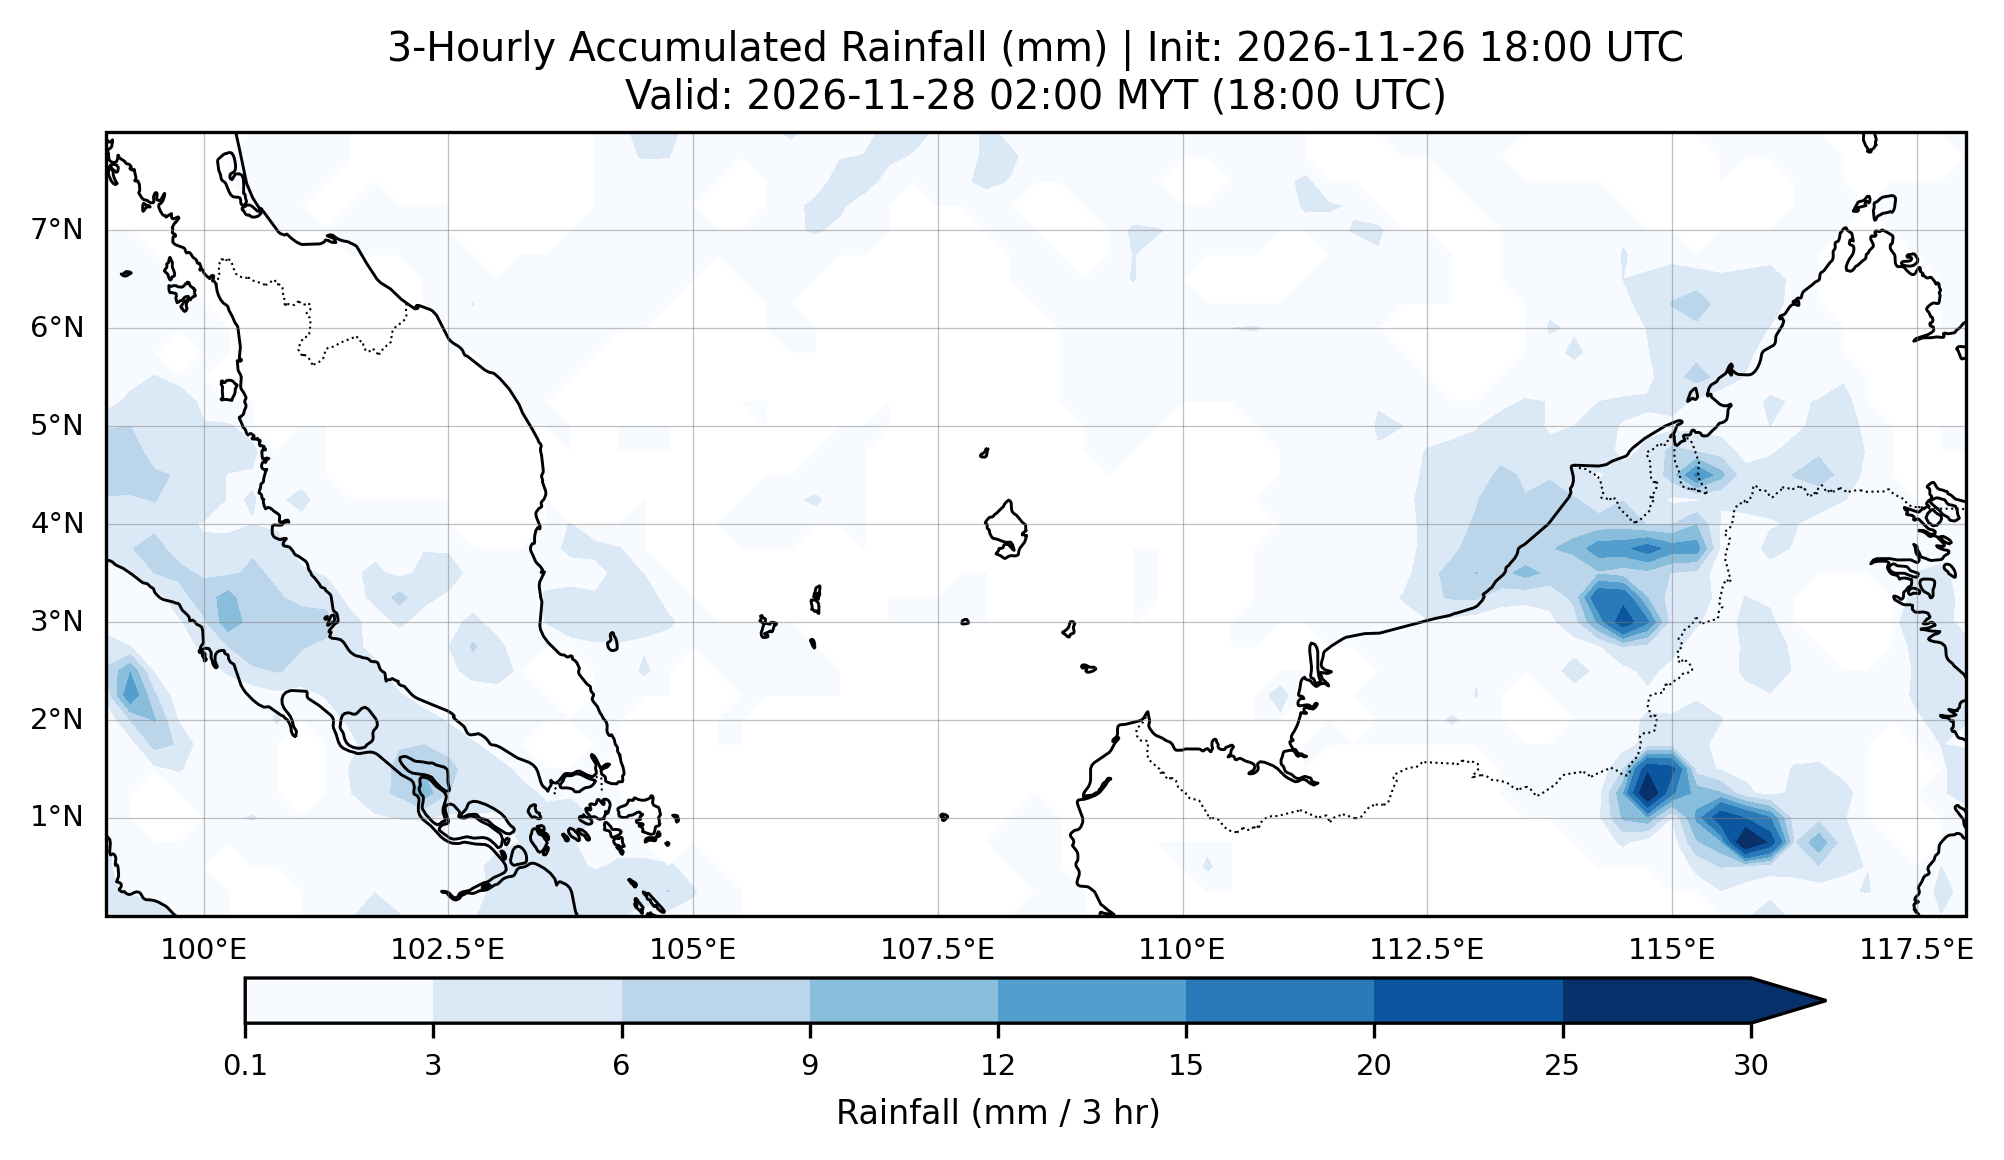 3-Hourly Accumulated Rainfall (mm) | Init: 2026-11-26 18:00 UTC
Valid: 2026-11-28 02:00 MYT (18:00 UTC)
7°N
6°N
5°N
4°N
3°N
2°N
1°N
100°E 102.5°E 105°E 107.5°E 110°E 112.5°E 115°E 117.5°E
0.1 3 6 9 12 15 20 25 30
Rainfall (mm / 3 hr)